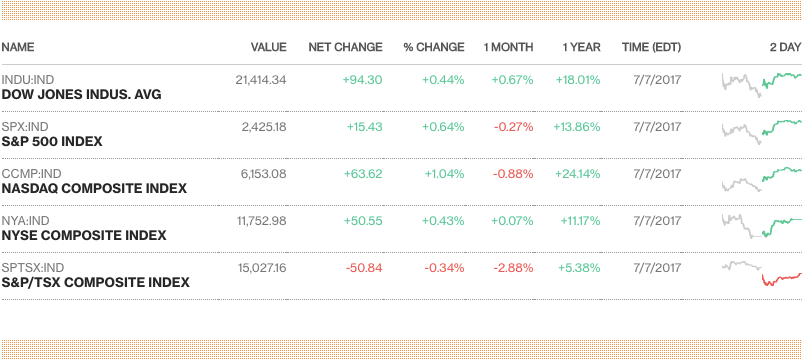 NAME VALUE NET CHANGE % CHANGE 1 MONTH 1 YEAR TIME (EDT) 2 DAY
INDU:IND 21,414.34 +94.30 +0.44% +0.67% +18.01% 7/7/2017
DOW JONES INDUS. AVG
SPX:IND 2,425.18 +15.43 +0.64% -0.27% +13.86% 7/7/2017
S&P 500 INDEX
CCMP:IND 6,153.08 +63.62 +1.04% -0.88% +24.14% 7/7/2017
NASDAQ COMPOSITE INDEX
NYA:IND 11,752.98 +50.55 +0.43% +0.07% +11.17% 7/7/2017
NYSE COMPOSITE INDEX
SPTSX:IND 15,027.16 -50.84 -0.34% -2.88% +5.38% 7/7/2017
S&P/TSX COMPOSITE INDEX